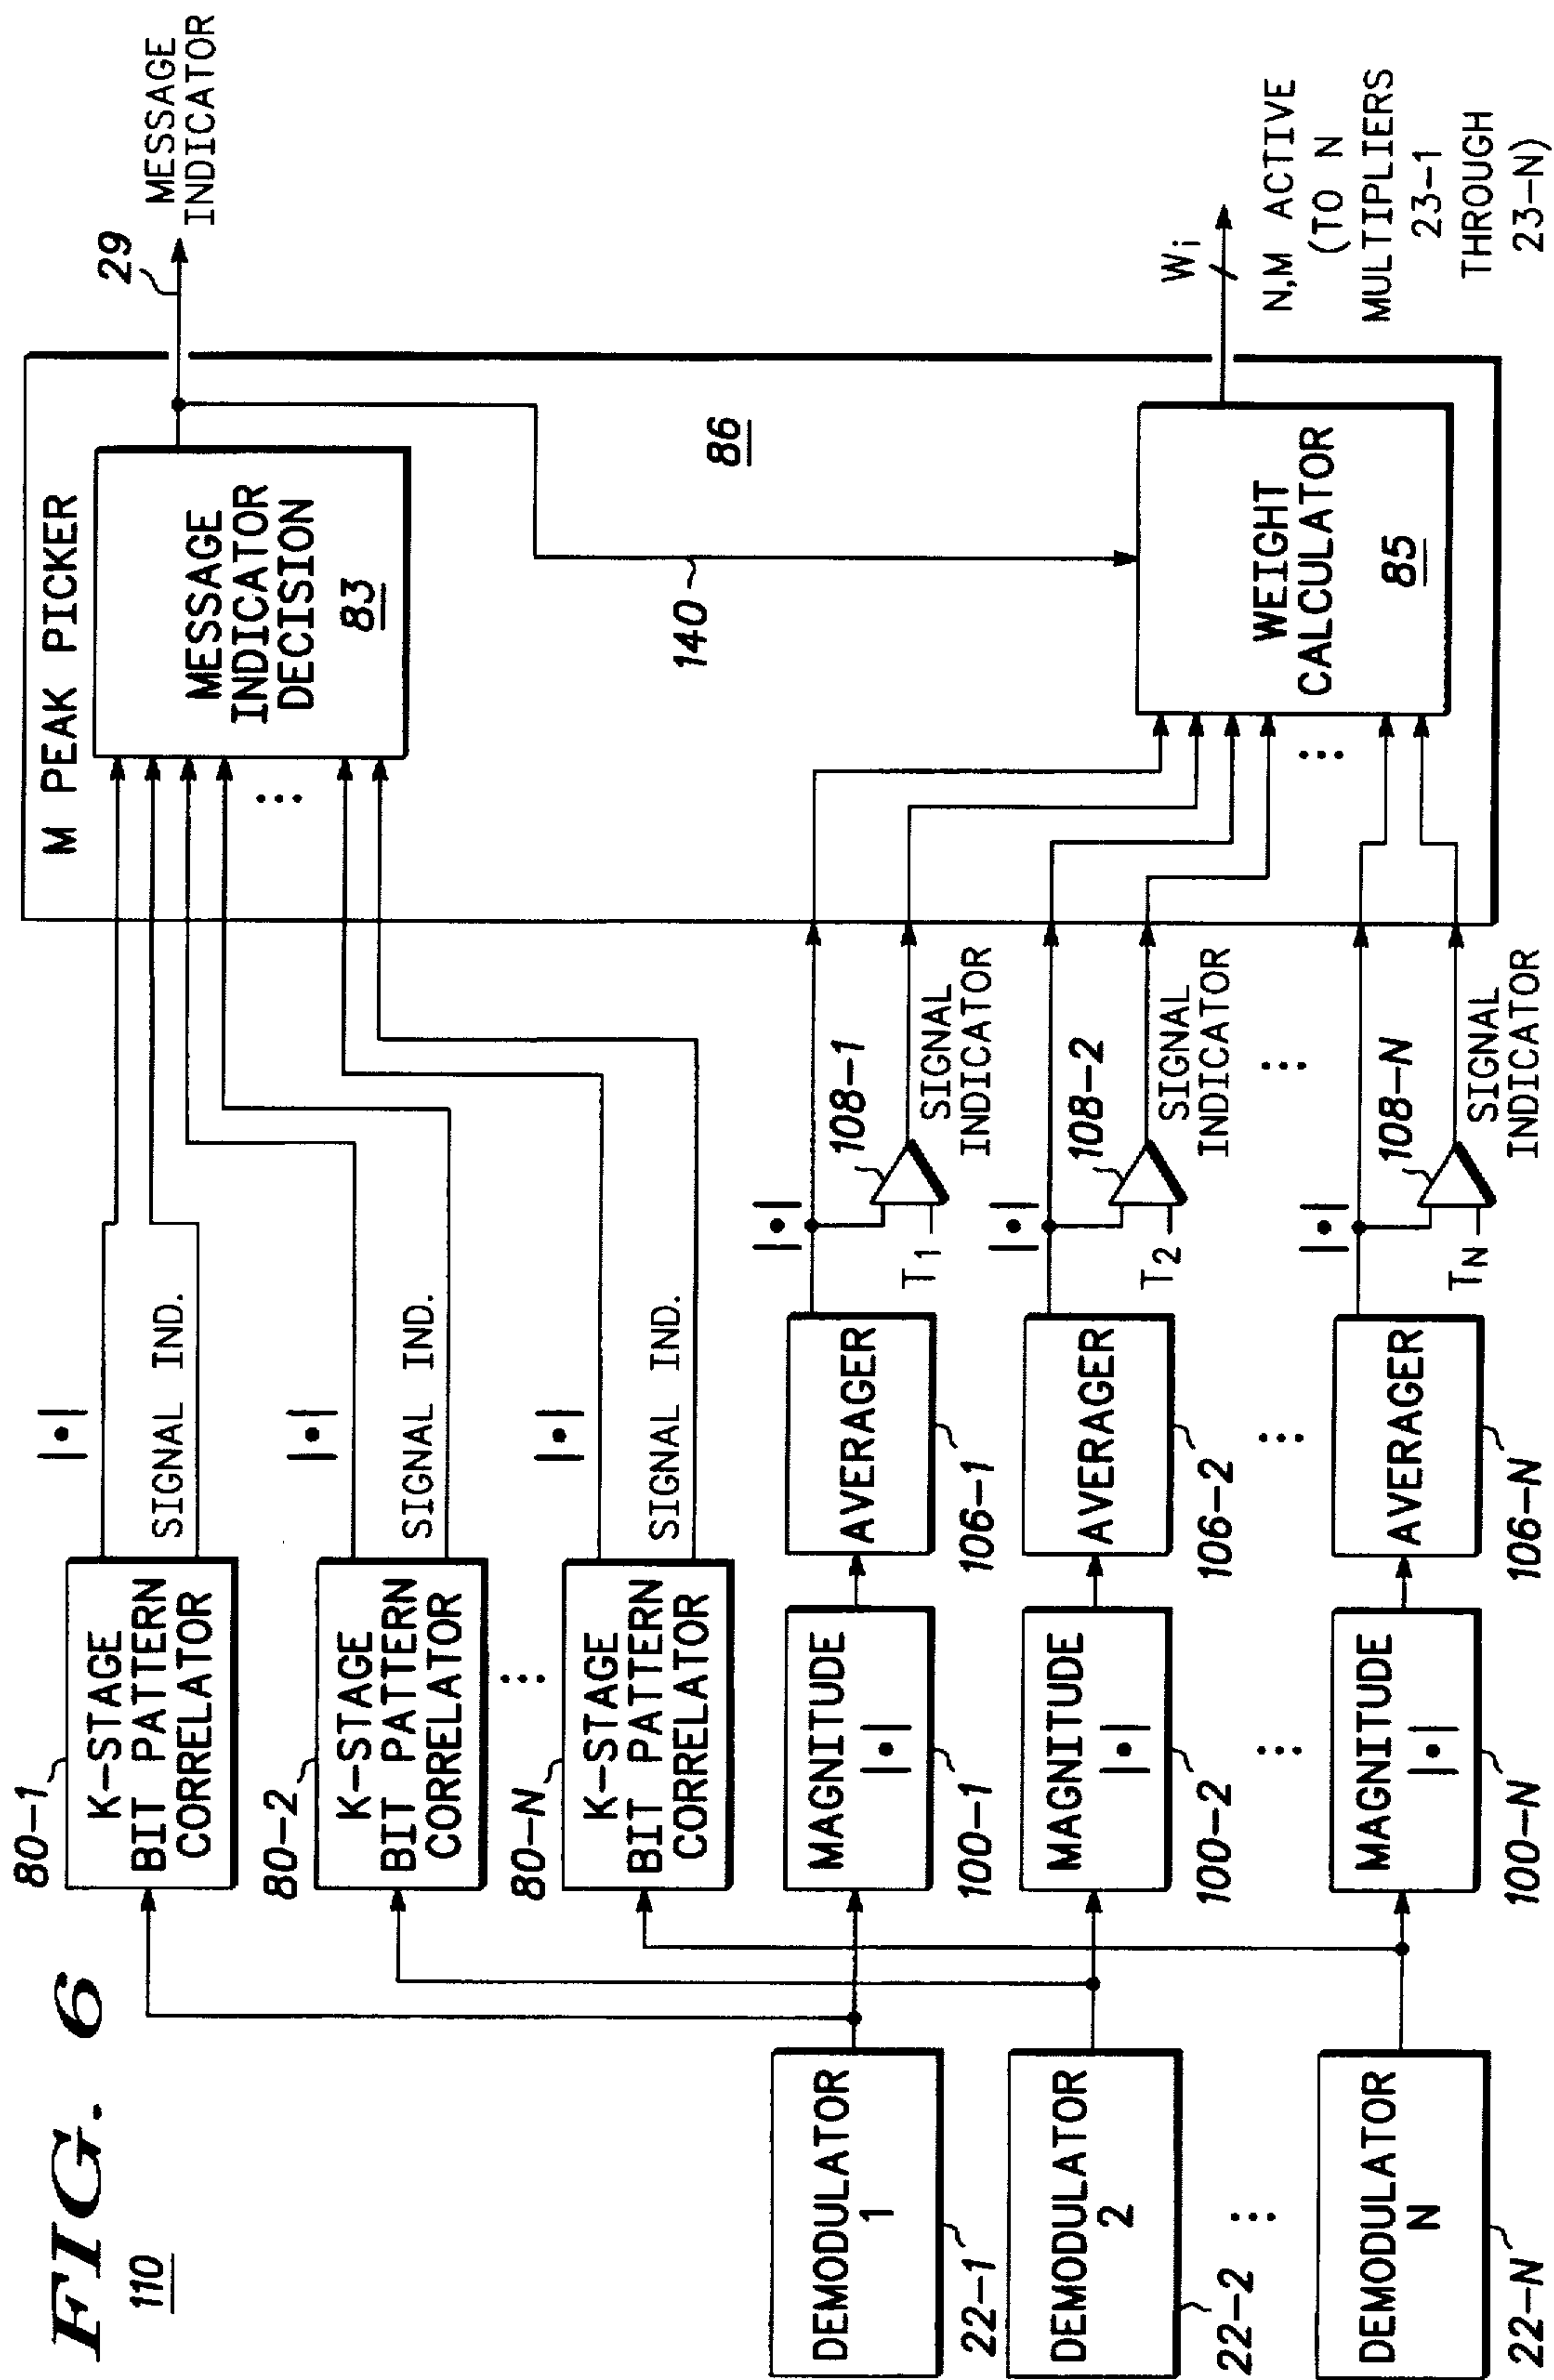 FIG. 6
110
80-1
K-STAGE
BIT PATTERN
CORRELATOR
|•|
SIGNAL IND.
80-2
K-STAGE
BIT PATTERN
CORRELATOR
|•|
SIGNAL IND.
80-N
K-STAGE
BIT PATTERN
CORRELATOR
|•|
SIGNAL IND.
M PEAK PICKER
MESSAGE
INDICATOR
DECISION
83
29
MESSAGE
INDICATOR
140
86
DEMODULATOR
1
22-1
MAGNITUDE
|•|
100-1
AVERAGER
106-1
|•|
T1
108-1
SIGNAL
INDICATOR
DEMODULATOR
2
22-2
MAGNITUDE
|•|
100-2
AVERAGER
106-2
|•|
T2
108-2
SIGNAL
INDICATOR
DEMODULATOR
N
22-N
MAGNITUDE
|•|
100-N
AVERAGER
106-N
|•|
TN
108-N
SIGNAL
INDICATOR
WEIGHT
CALCULATOR
85
Wi
N,M ACTIVE
(TO N
MULTIPLIERS
23-1
THROUGH
23-N)